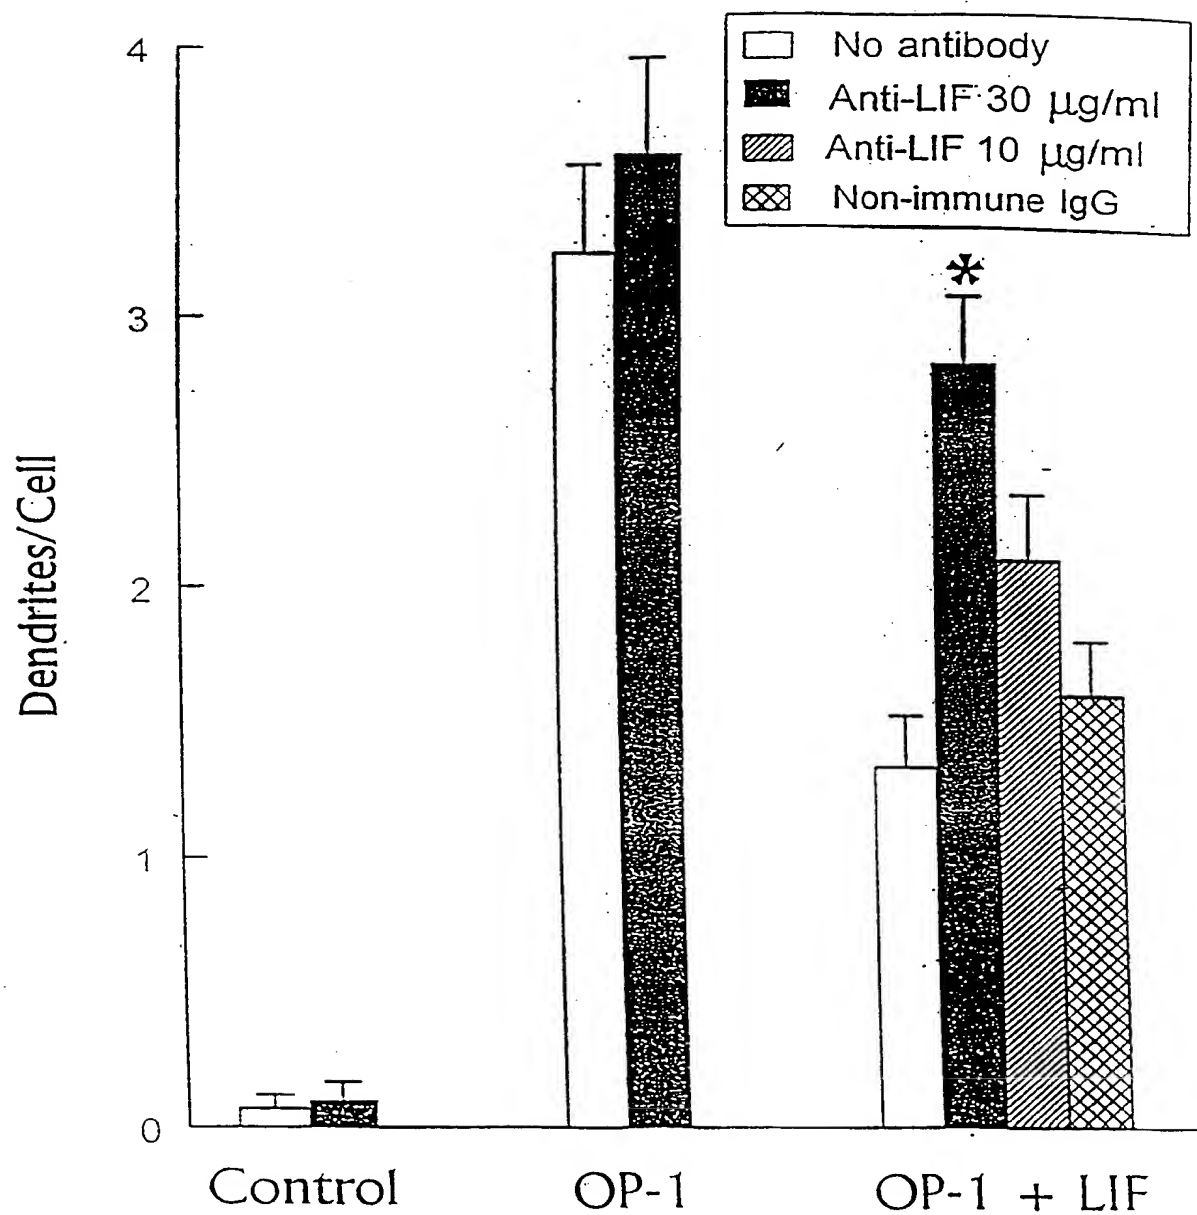 No antibody
Anti-LIF 30 µg/ml
Anti-LIF 10 µg/ml
Non-immune IgG
*
4
3
2
1
0
Dendrites/Cell
Control OP-1 OP-1 + LIF